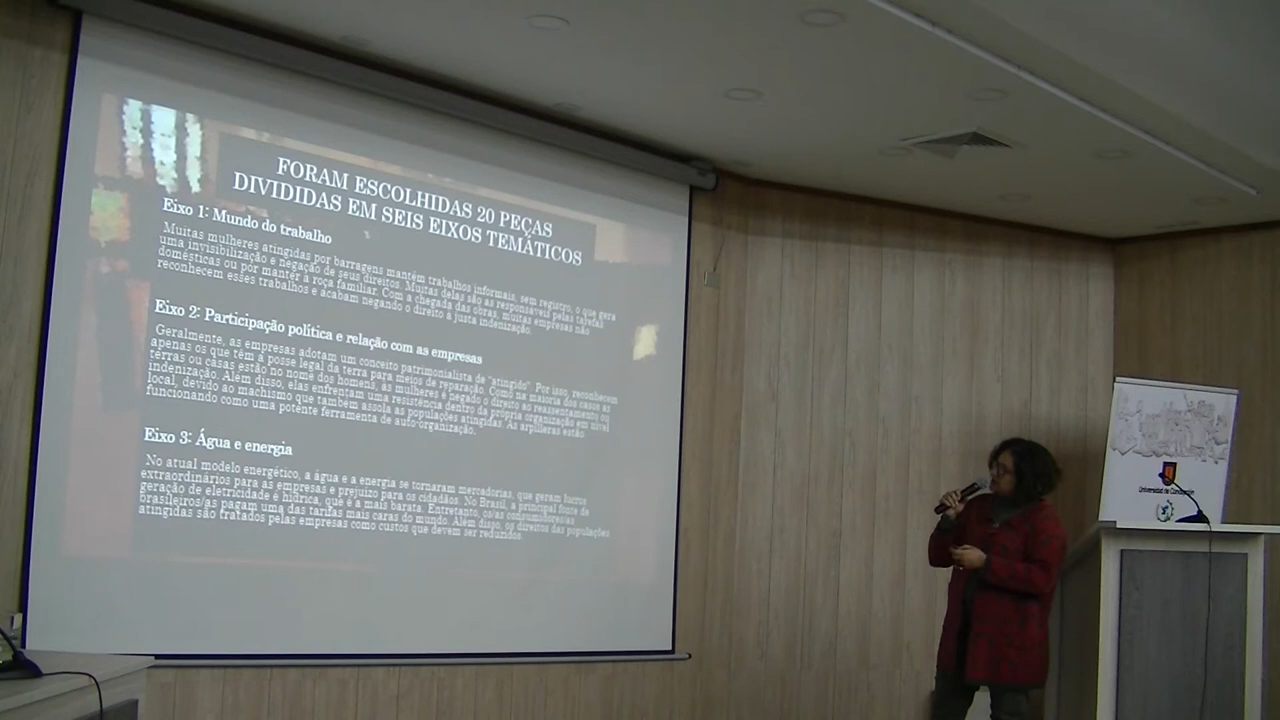 FORAM ESCOLHIDAS 20 PEÇAS
DIVIDIDAS EM SEIS EIXOS TEMÁTICOS
Eixo 1: Mundo do trabalho
Muitas mulheres atingidas por barragens mantém trabalhos informais, sem registro, o que gera
uma invisibilização e negação de seus direitos. Muitas delas são as responsáveis pelas tarefas
domésticas ou por manter a roça familiar. Com a chegada das obras, muitas empresas não
reconhecem esses trabalhos e acabam negando o direito à justa indenização.
Eixo 2: Participação política e relação com as empresas
Geralmente, as empresas adotam um conceito patrimonialista de "atingido". Por isso, reconhecem
apenas os que têm a posse legal da terra para meios de reparação. Como na maioria dos casos as
terras ou casas estão no nome dos homens, as mulheres é negado o direito ao reassentamento ou
indenização. Além disso, elas enfrentam uma resistência dentro da própria organização em nível
local, devido ao machismo que também assola as populações atingidas. As arpilleras estão
funcionando como uma potente ferramenta de auto-organização.
Eixo 3: Água e energia
No atual modelo energético, a água e a energia se tornaram mercadorias, que geram lucros
extraordinários para as empresas e prejuízo para os cidadãos. No Brasil, a principal fonte de
geração de eletricidade é hídrica, que é a mais barata. Entretanto, os/as consumidores/as
brasileiros/as pagam uma das tarifas mais caras do mundo. Além disso, os direitos das populações
atingidas são tratados pelas empresas como custos que devem ser reduzidos.
Universidad de Concepción